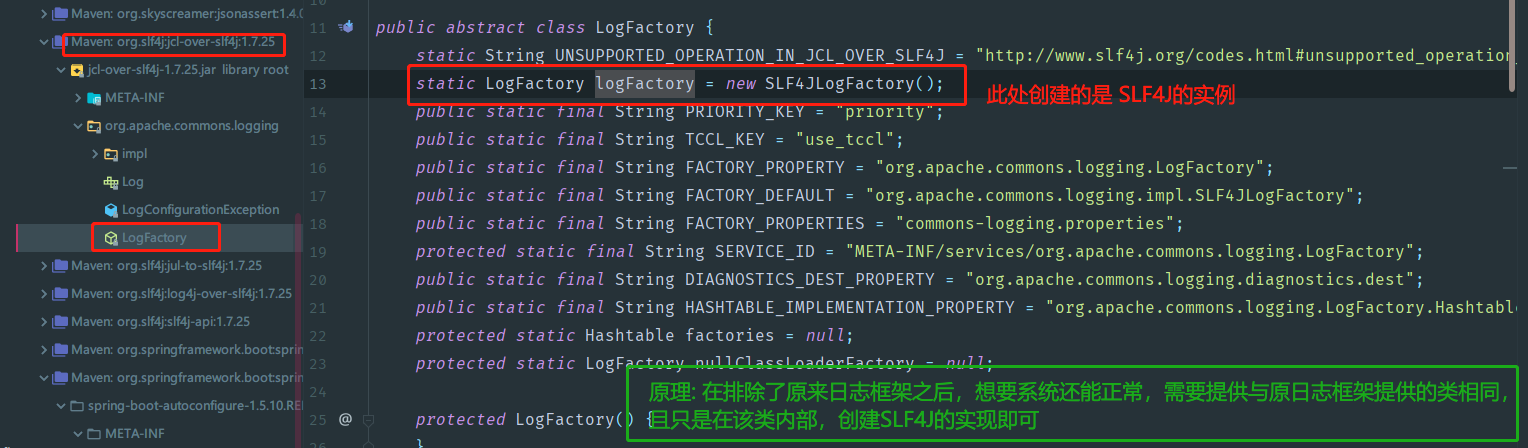 Maven: org.skyscreamer:jsonassert:1.4.0
Maven: org.slf4j:jcl-over-slf4j:1.7.25
jcl-over-slf4j-1.7.25.jar library root
META-INF
org.apache.commons.logging
impl
Log
LogConfigurationException
LogFactory
Maven: org.slf4j:jul-to-slf4j:1.7.25
Maven: org.slf4j:log4j-over-slf4j:1.7.25
Maven: org.slf4j:slf4j-api:1.7.25
Maven: org.springframework.boot:spring
Maven: org.springframework.boot:spring
spring-boot-autoconfigure-1.5.10.RE
META-INF
11 public abstract class LogFactory {
12 static String UNSUPPORTED_OPERATION_IN_JCL_OVER_SLF4J = "http://www.slf4j.org/codes.html#unsupported_operation_
13 static LogFactory logFactory = new SLF4JLogFactory();
此处创建的是 SLF4J的实例
14 public static final String PRIORITY_KEY = "priority";
15 public static final String TCCL_KEY = "use_tccl";
16 public static final String FACTORY_PROPERTY = "org.apache.commons.logging.LogFactory";
17 public static final String FACTORY_DEFAULT = "org.apache.commons.logging.impl.SLF4JLogFactory";
18 public static final String FACTORY_PROPERTIES = "commons-logging.properties";
19 protected static final String SERVICE_ID = "META-INF/services/org.apache.commons.logging.LogFactory";
20 public static final String DIAGNOSTICS_DEST_PROPERTY = "org.apache.commons.logging.diagnostics.dest";
21 public static final String HASHTABLE_IMPLEMENTATION_PROPERTY = "org.apache.commons.logging.LogFactory.Hashtable
22 protected static Hashtable factories = null;
23 protected static LogFactory nullClassLoaderFactory = null;
24
原理: 在排除了原来日志框架之后，想要系统还能正常，需要提供与原日志框架提供的类相同，
且只是在该类内部，创建SLF4J的实现即可
25 @ protected LogFactory() {
26 }